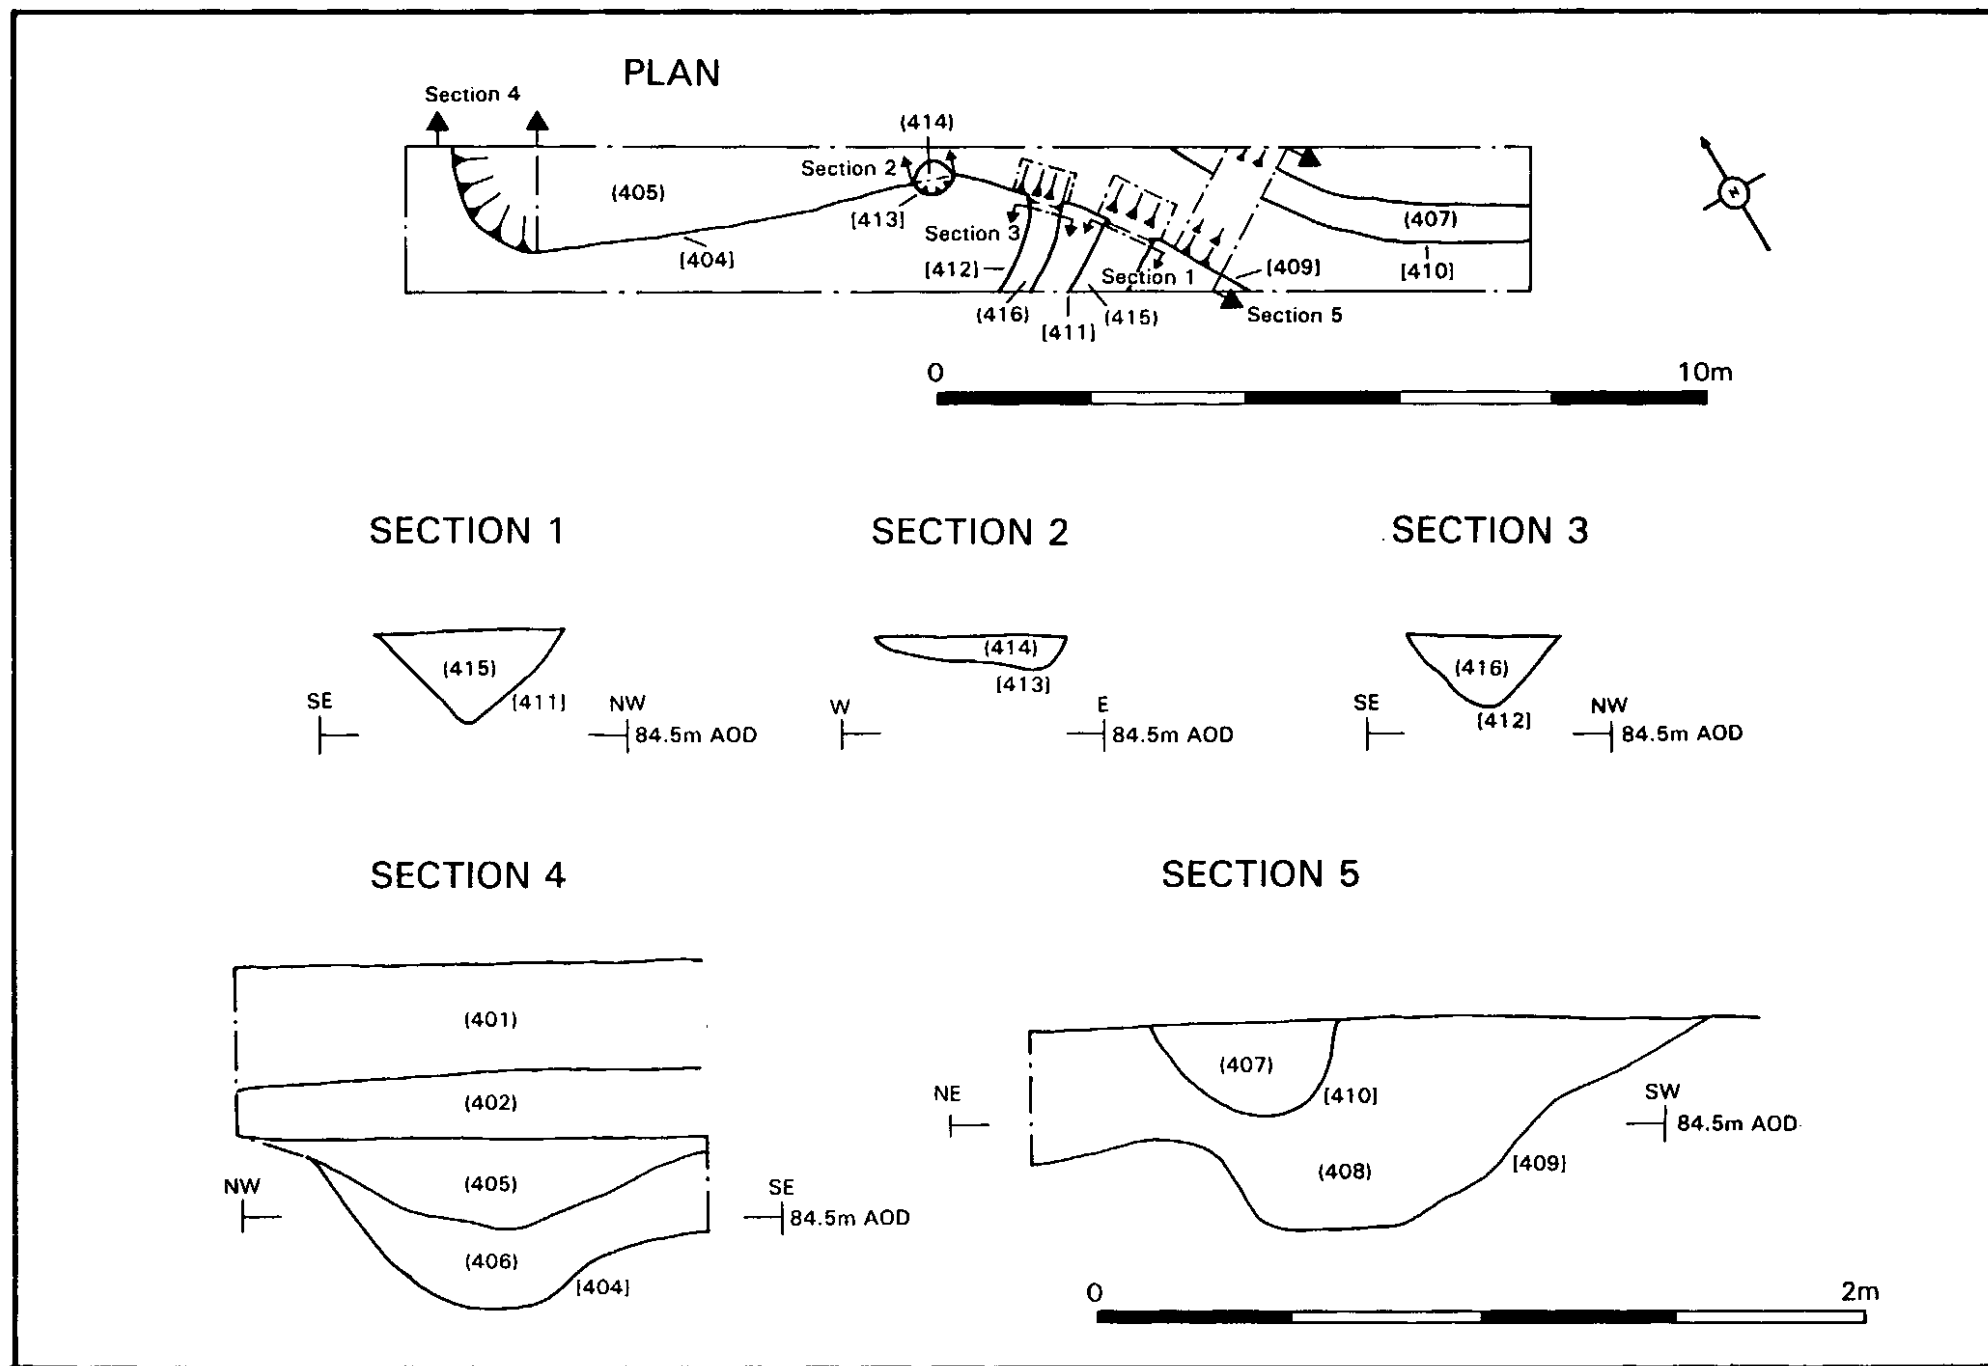 PLAN
Section 4
(414)
Section 2
(405)
[413]
(407)
Section 3
[404]
[412]
Section 1
[409]
[410]
(416)
[411]
(415)
Section 5
N
0 10m
SECTION 1
SECTION 2
SECTION 3
(415)
(414)
(416)
[413]
SE
[411]
NW
84.5m AOD
W
E
84.5m AOD
SE
[412]
NW
84.5m AOD
SECTION 4
SECTION 5
(401)
(402)
(405)
NW
SE
84.5m AOD
(406)
[404]
(407)
NE
[410]
SW
84.5m AOD
(408)
[409]
0 2m